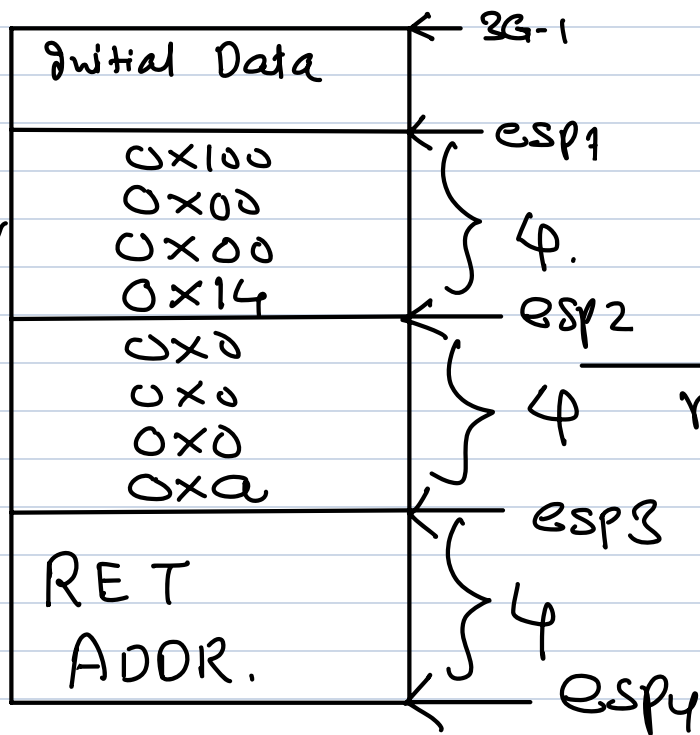 3G-1
Initial Data
esp1
0x100
0x00
0x00
0x14
4.
esp2
0x0
0x0
0x0
0xa
4
esp3
RET
ADDR.
4
esp4